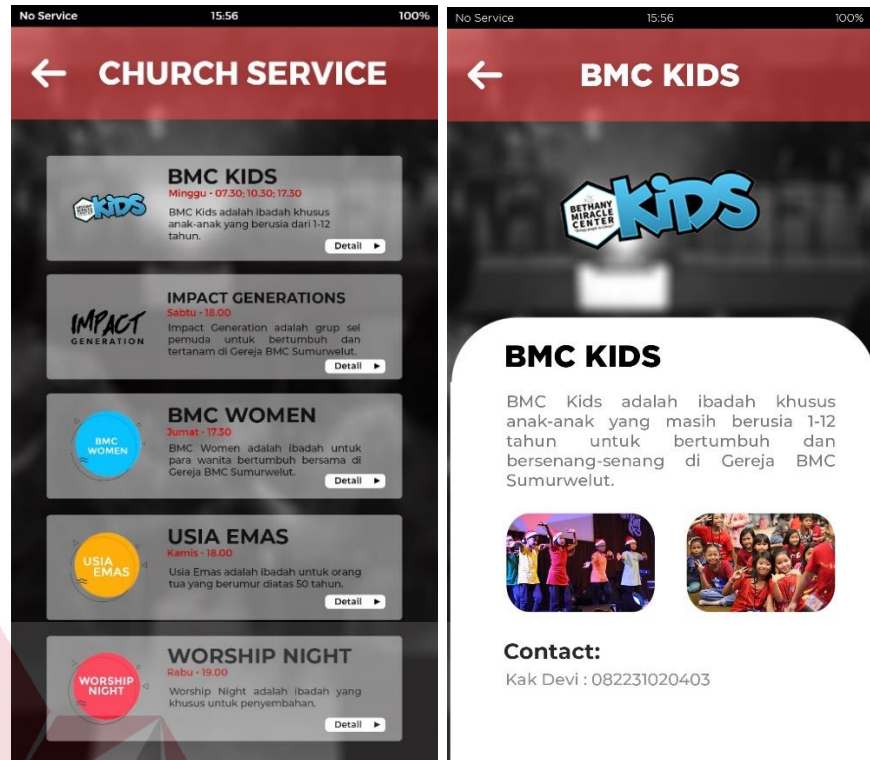 No Service 15:56 100%
CHURCH SERVICE
KiDS
BMC KIDS
Minggu - 07.30; 10.30; 17.30
BMC Kids adalah ibadah khusus
anak-anak yang berusia dari 1-12
tahun.
Detail
IMPACT
GENERATION
IMPACT GENERATIONS
Sabtu - 18.00
Impact Generation adalah grup sel
pemuda untuk bertumbuh dan
tertanam di Gereja BMC Sumurwelut.
Detail
BMC
WOMEN
BMC WOMEN
Jumat - 17.30
BMC Women adalah ibadah untuk
para wanita bertumbuh bersama di
Gereja BMC Sumurwelut.
Detail
USIA
EMAS
USIA EMAS
Kamis - 18.00
Usia Emas adalah ibadah untuk orang
tua yang berumur diatas 50 tahun.
Detail
WORSHIP
NIGHT
WORSHIP NIGHT
Rabu - 19.00
Worship Night adalah ibadah yang
khusus untuk penyembahan.
Detail
No Service 15:56 100%
BMC KIDS
BETHANY
MIRACLE
CENTER
KiDS
BMC KIDS
BMC Kids adalah ibadah khusus
anak-anak yang masih berusia 1-12
tahun untuk bertumbuh dan
bersenang-senang di Gereja BMC
Sumurwelut.
Contact:
Kak Devi : 082231020403